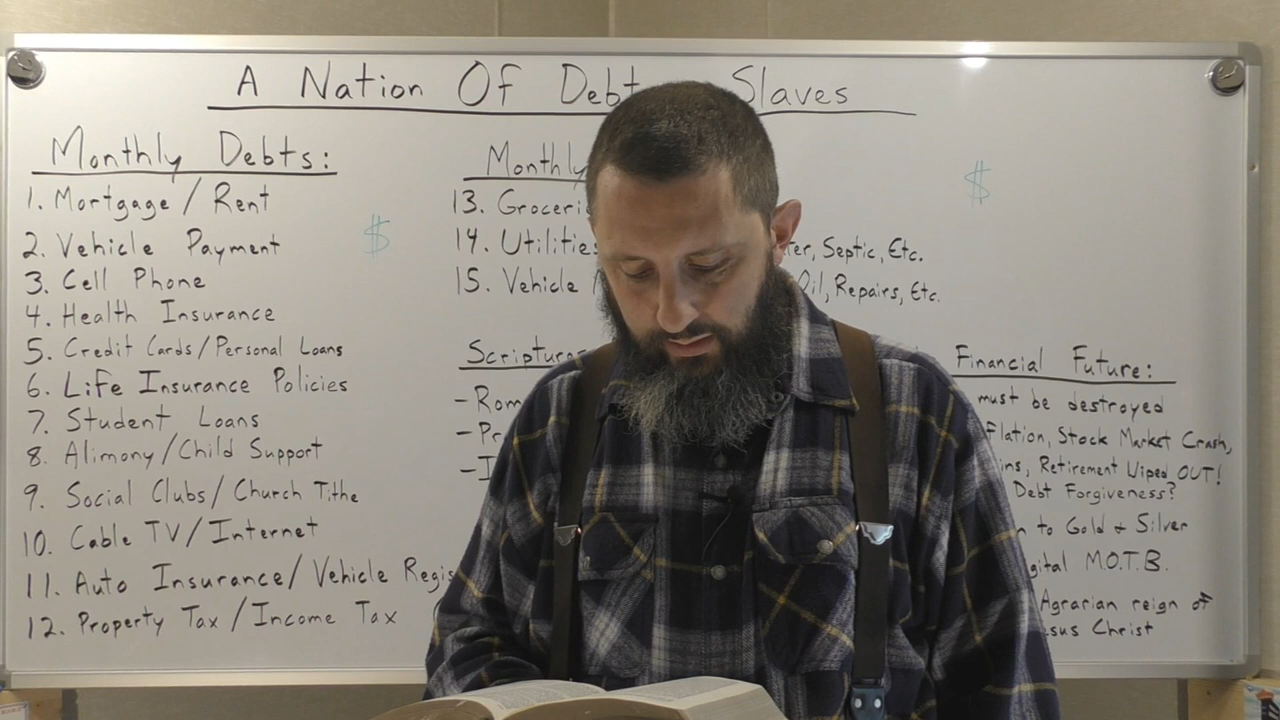 A Nation Of Debt Slaves
Monthly Debts:
1. Mortgage / Rent
2. Vehicle Payment
3. Cell Phone
4. Health Insurance
5. Credit Cards/Personal Loans
6. Life Insurance Policies
7. Student Loans
8. Alimony/Child Support
9. Social Clubs/Church Tithe
10. Cable TV/Internet
11. Auto Insurance/Vehicle Regis
12. Property Tax/Income Tax
$
Monthly
13. Groceri
14. Utilities ter, Septic, Etc.
15. Vehicle Oil, Repairs, Etc.
$
Scripture
- Rom
- Pr
- I
Financial Future:
must be destroyed
Flation, Stock Market Crash,
ins, Retirement Wiped OUT!
Debt Forgiveness?
n to Gold & Silver
gital M.O.T.B.
Agrarian reign of
sus Christ